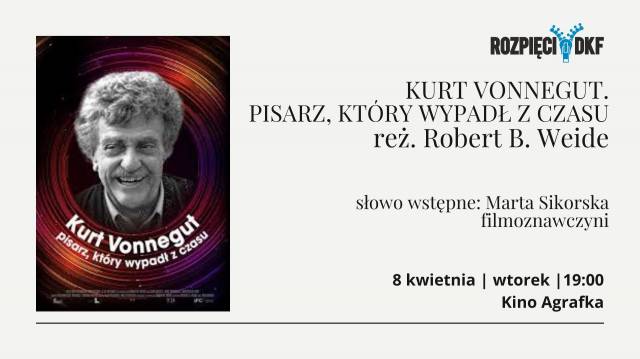 ROZPIĘCI DKF
KURT VONNEGUT.
PISARZ, KTÓRY WYPADŁ Z CZASU
reż. Robert B. Weide
słowo wstępne: Marta Sikorska
filmoznawczyni
8 kwietnia | wtorek |19:00
Kino Agrafka
Kurt Vonnegut
pisarz, który wypadł z czasu